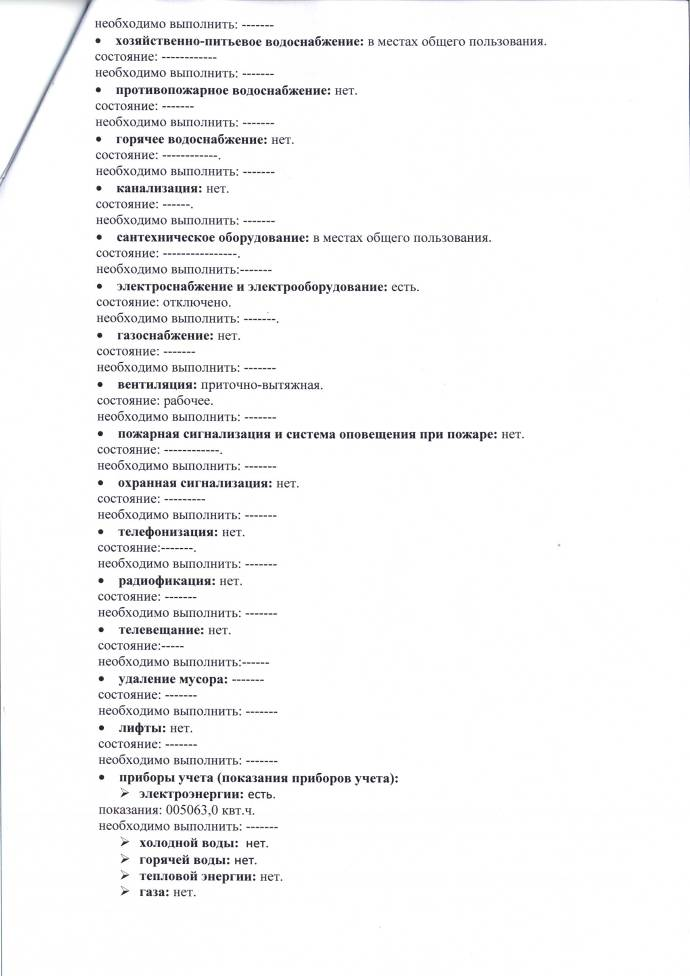 необходимо выполнить: -------
• хозяйственно-питьевое водоснабжение: в местах общего пользования.
состояние: ------------
необходимо выполнить: -------
• противопожарное водоснабжение: нет.
состояние: -------
необходимо выполнить: -------
• горячее водоснабжение: нет.
состояние: ------------.
необходимо выполнить: -------
• канализация: нет.
состояние: ------.
необходимо выполнить: -------
• сантехническое оборудование: в местах общего пользования.
состояние: ----------------.
необходимо выполнить:-------
• электроснабжение и электрооборудование: есть.
состояние: отключено.
необходимо выполнить: -------.
• газоснабжение: нет.
состояние: -------
необходимо выполнить: -------
• вентиляция: приточно-вытяжная.
состояние: рабочее.
необходимо выполнить: -------
• пожарная сигнализация и система оповещения при пожаре: нет.
состояние: ------------.
необходимо выполнить: -------
• охранная сигнализация: нет.
состояние: ---------
необходимо выполнить: -------
• телефонизация: нет.
состояние:-------.
необходимо выполнить: -------
• радиофикация: нет.
состояние: -------
необходимо выполнить: -------
• телевещание: нет.
состояние:-----
необходимо выполнить:------
• удаление мусора: -------
состояние: -------
необходимо выполнить: -------
• лифты: нет.
состояние: -------
необходимо выполнить: -------
• приборы учета (показания приборов учета):
➢ электроэнергии: есть.
показания: 005063,0 квт.ч.
необходимо выполнить: -------
➢ холодной воды: нет.
➢ горячей воды: нет.
➢ тепловой энергии: нет.
➢ газа: нет.